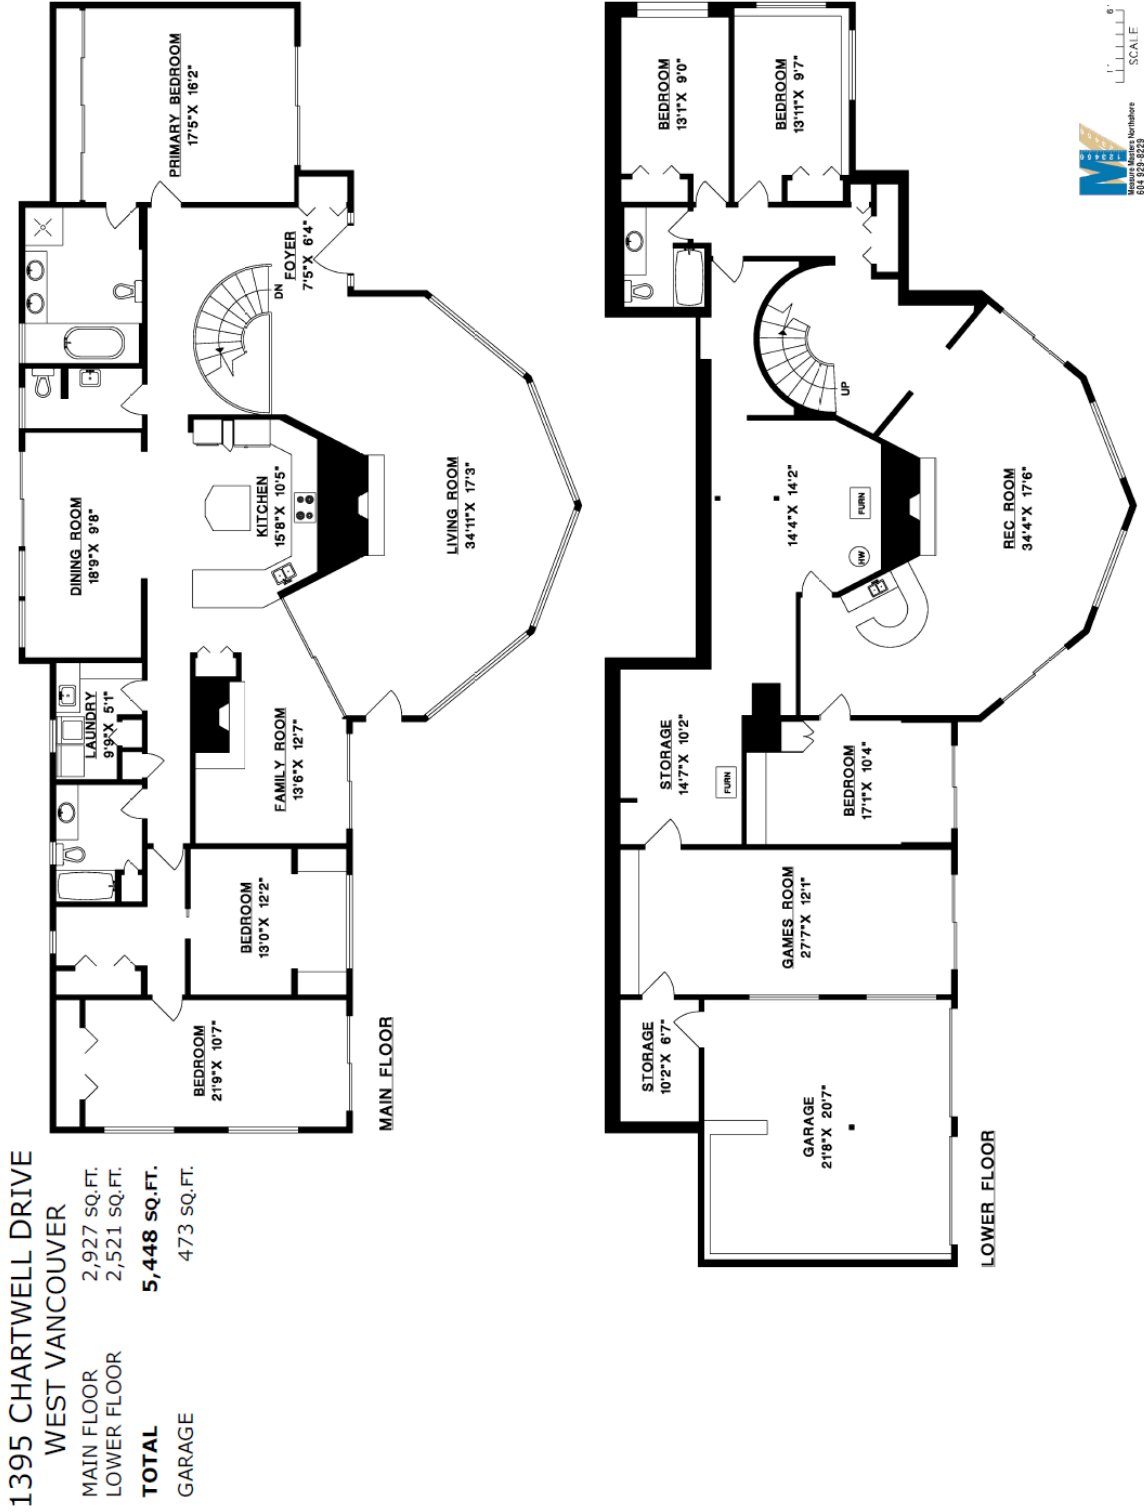 1395 CHARTWELL DRIVE
WEST VANCOUVER
MAIN FLOOR 2,927 SQ.FT.
LOWER FLOOR 2,521 SQ.FT.
TOTAL 5,448 SQ.FT.
GARAGE 473 SQ.FT.
BEDROOM
21'9"X 10'7"
BEDROOM
13'0"X 12'2"
LAUNDRY
9'9"X 5'1"
FAMILY ROOM
13'6"X 12'7"
DINING ROOM
18'9"X 9'8"
KITCHEN
15'8"X 10'5"
LIVING ROOM
34'11"X 17'3"
DN
FOYER
7'5"X 6'4"
PRIMARY BEDROOM
17'5"X 16'2"
MAIN FLOOR
GARAGE
21'8"X 20'7"
STORAGE
10'2"X 6'7"
GAMES ROOM
27'7"X 12'1"
STORAGE
14'7"X 10'2"
FURN
BEDROOM
17'1"X 10'4"
14'4"X 14'2"
HW
FURN
REC ROOM
34'4"X 17'6"
UP
BEDROOM
13'1"X 9'0"
BEDROOM
13'11"X 9'7"
LOWER FLOOR
Measure Masters Northshore
604 929-8229
1' 6'
SCALE